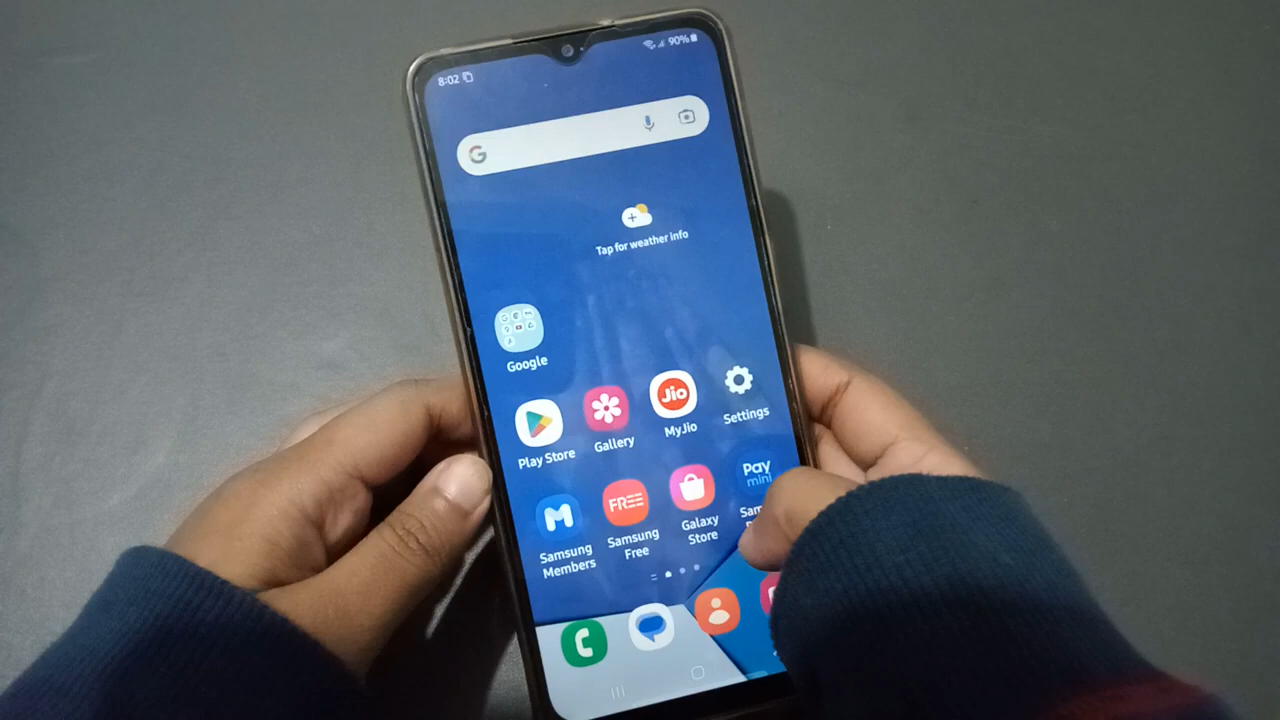 8:02
90%
G
Tap for weather info
Google
Play Store
Gallery
Jio
MyJio
Settings
Samsung
Members
FREE
Samsung
Free
Galaxy
Store
Pay
mini